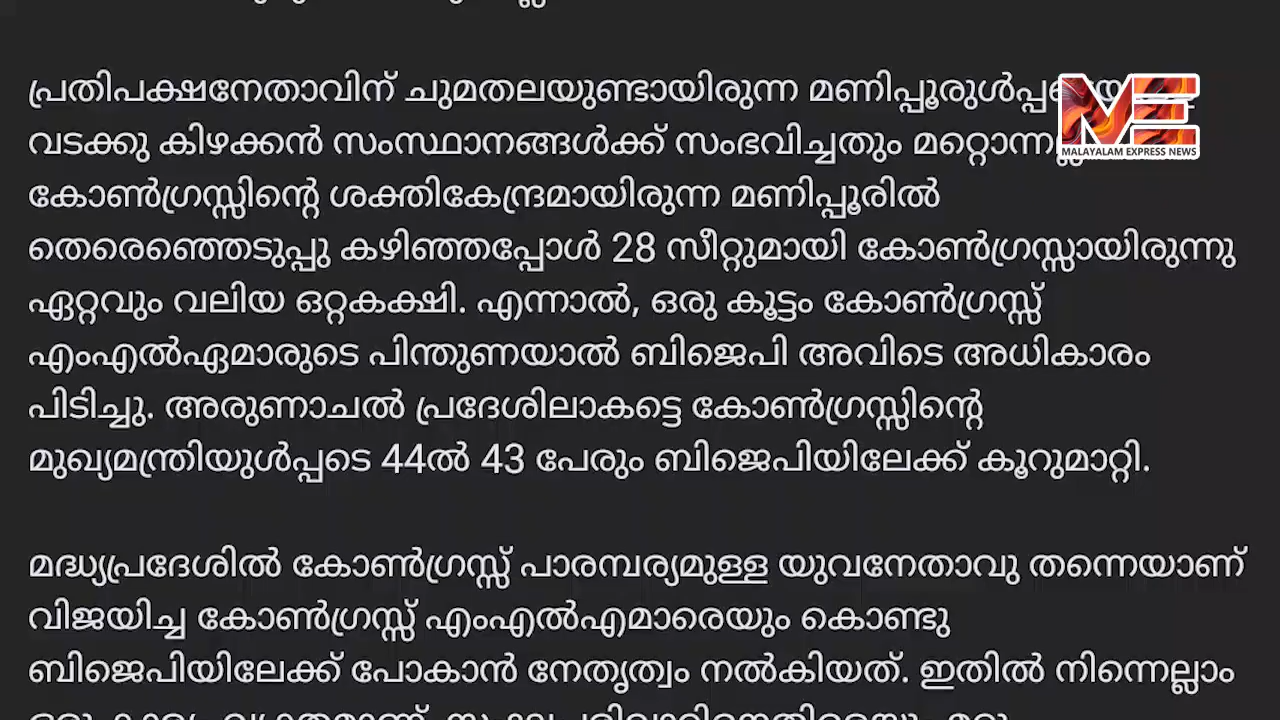 പ്രതിപക്ഷനേതാവിന് ചുമതലയുണ്ടായിരുന്ന
വടക്കു കിഴക്കൻ സംസ്ഥാനങ്ങൾക്ക് സംഭവിച്ചതും
കോൺഗ്രസ്സിന്റെ ശക്തികേന്ദ്രമായിരുന്ന മണിപ്പൂരിൽ
തെരെഞ്ഞെടുപ്പു കഴിഞ്ഞപ്പോൾ 28 സീറ്റുമായി കോൺഗ്രസ്സായിരുന്നു
ഏറ്റവും വലിയ ഒറ്റകക്ഷി. എന്നാൽ, ഒരു കൂട്ടം കോൺഗ്രസ്സ്
എംഎൽഏമാരുടെ പിന്തുണയാൽ ബിജെപി അവിടെ അധികാരം
പിടിച്ചു. അരുണാചൽ പ്രദേശിലാകട്ടെ കോൺഗ്രസ്സിന്റെ
മുഖ്യമന്ത്രിയുൾപ്പടെ 44ൽ 43 പേരും ബിജെപിയിലേക്ക് കൂറുമാറ്റി.
മദ്ധ്യപ്രദേശിൽ കോൺഗ്രസ്സ് പാരമ്പര്യമുള്ള യുവനേതാവു തന്നെയാണ്
വിജയിച്ച കോൺഗ്രസ്സ് എംഎൽഎമാരെയും കൊണ്ടു
ബിജെപിയിലേക്ക് പോകാൻ നേതൃത്വം നൽകിയത്. ഇതിൽ നിന്നെല്ലാം
ME
MALAYALAM EXPRESS NEWS